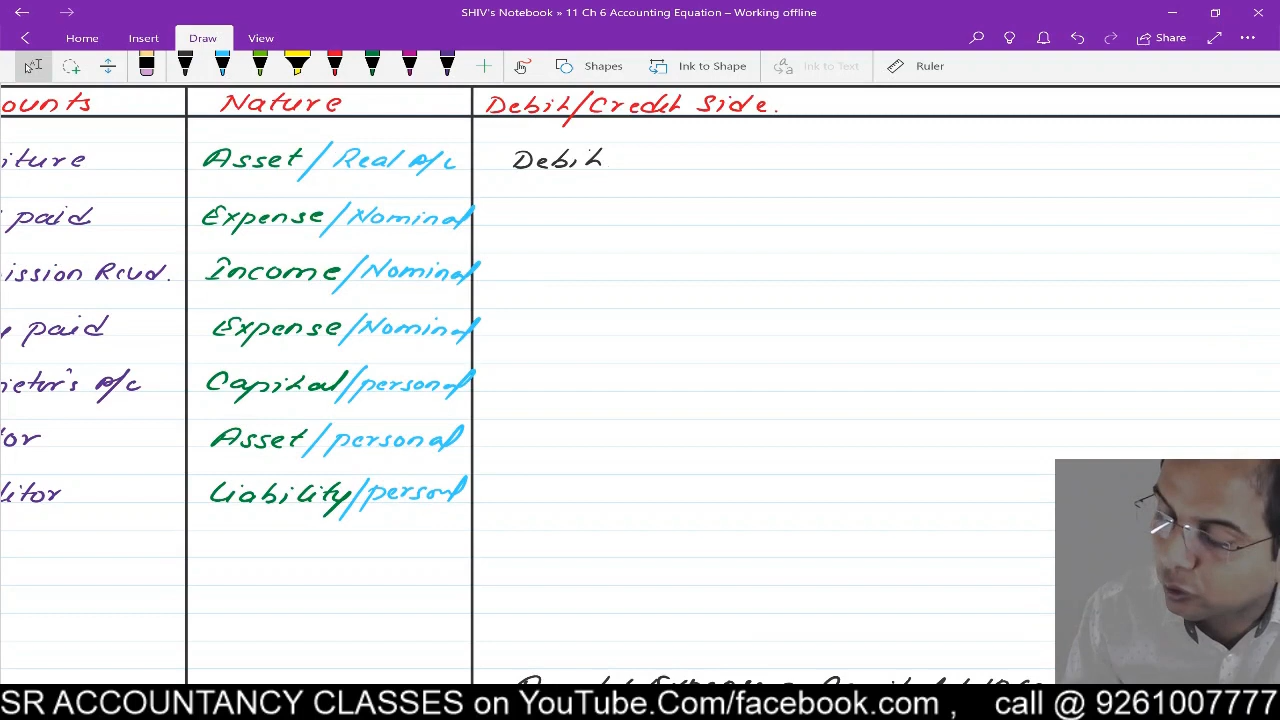 SHIV's Notebook » 11 Ch 6 Accounting Equation – Working offline
Home Insert Draw View Share
Shapes Ink to Shape Ink to Text Ruler
ounts Nature Debit/Credit Side.
iture Asset/Real A/c Debit
paid Expense/Nominal
ission Rcvd. Income/Nominal
paid Expense/Nominal
ietor's A/c Capital/personal
tor Asset/personal
ditor Liability/personl
SR ACCOUNTANCY CLASSES on YouTube.Com/facebook.com , call @ 9261007777